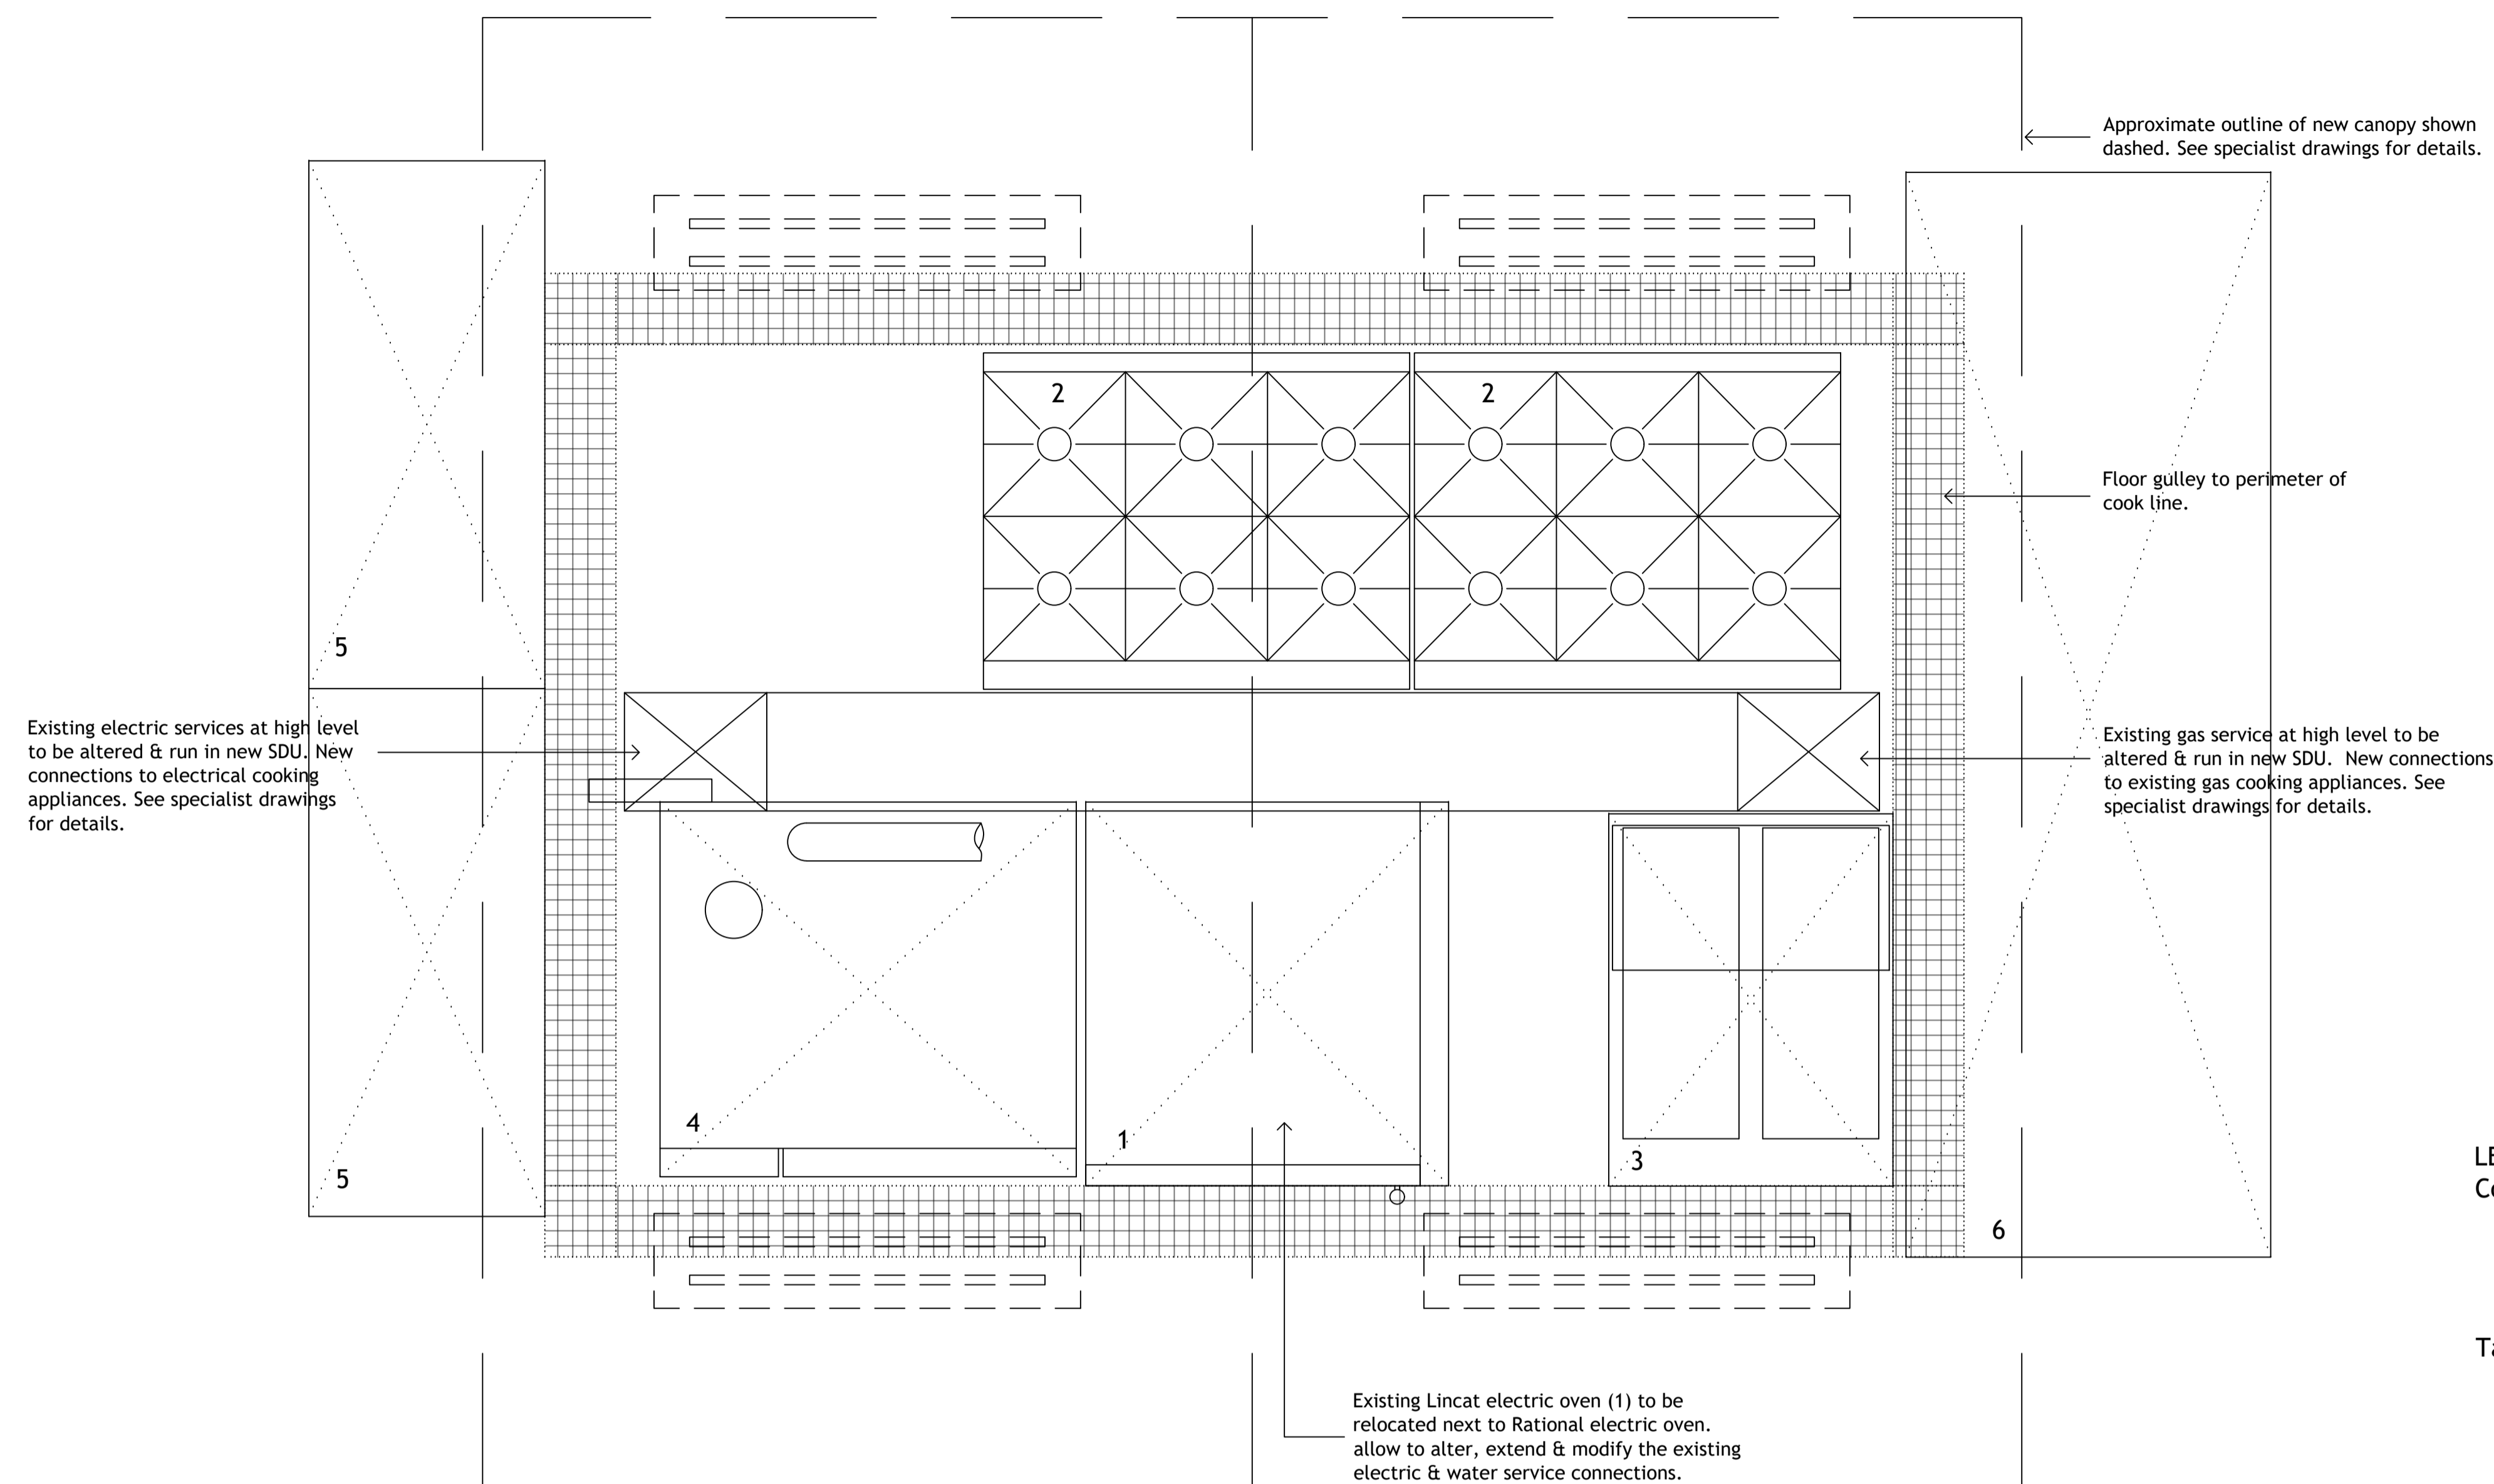 Approximate outline of new canopy shown
dashed. See specialist drawings for details.
2
2
Floor gulley to perimeter of
cook line.
5
Existing electric services at high level
to be altered & run in new SDU. New
connections to electrical cooking
appliances. See specialist drawings
for details.
Existing gas service at high level to be
altered & run in new SDU. New connections
to existing gas cooking appliances. See
specialist drawings for details.
4
1
3
5
6
Existing Lincat electric oven (1) to be
relocated next to Rational electric oven.
allow to alter, extend & modify the existing
electric & water service connections.